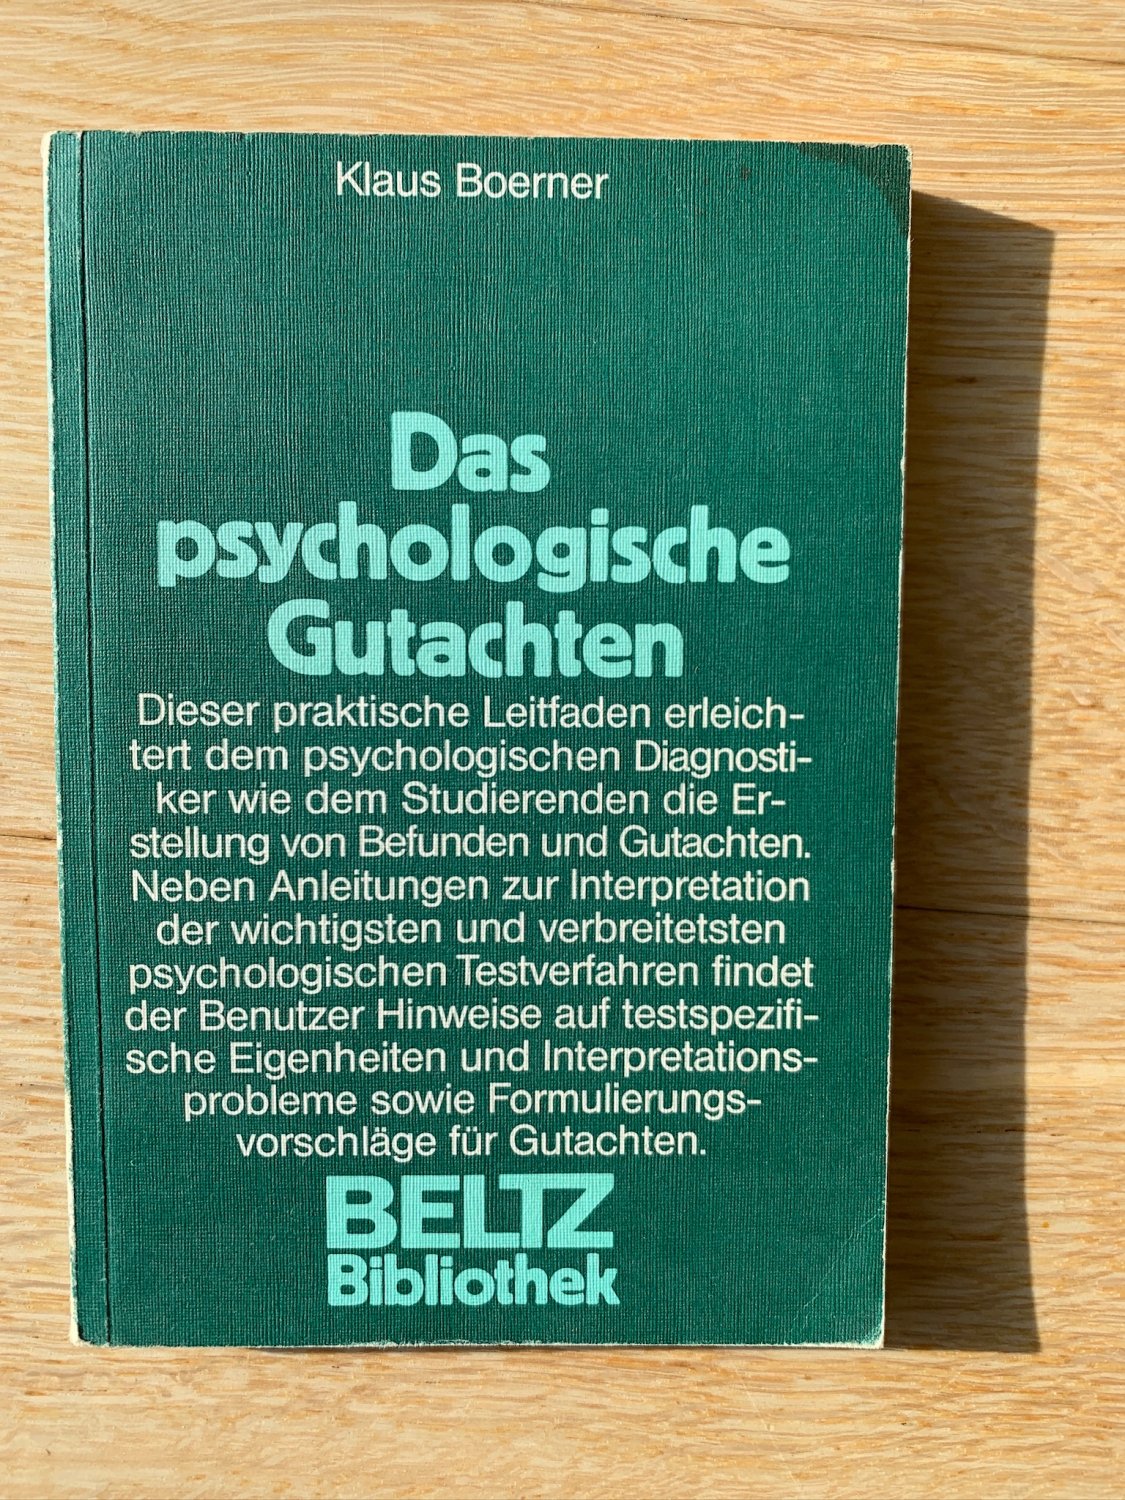 Klaus Boerner
Das
psychologische
Gutachten
Dieser praktische Leitfaden erleich-
tert dem psychologischen Diagnosti-
ker wie dem Studierenden die Er-
stellung von Befunden und Gutachten.
Neben Anleitungen zur Interpretation
der wichtigsten und verbreitetsten
psychologischen Testverfahren findet
der Benutzer Hinweise auf testspezifi-
sche Eigenheiten und Interpretations-
probleme sowie Formulierungs-
vorschläge für Gutachten.
BELTZ
Bibliothek